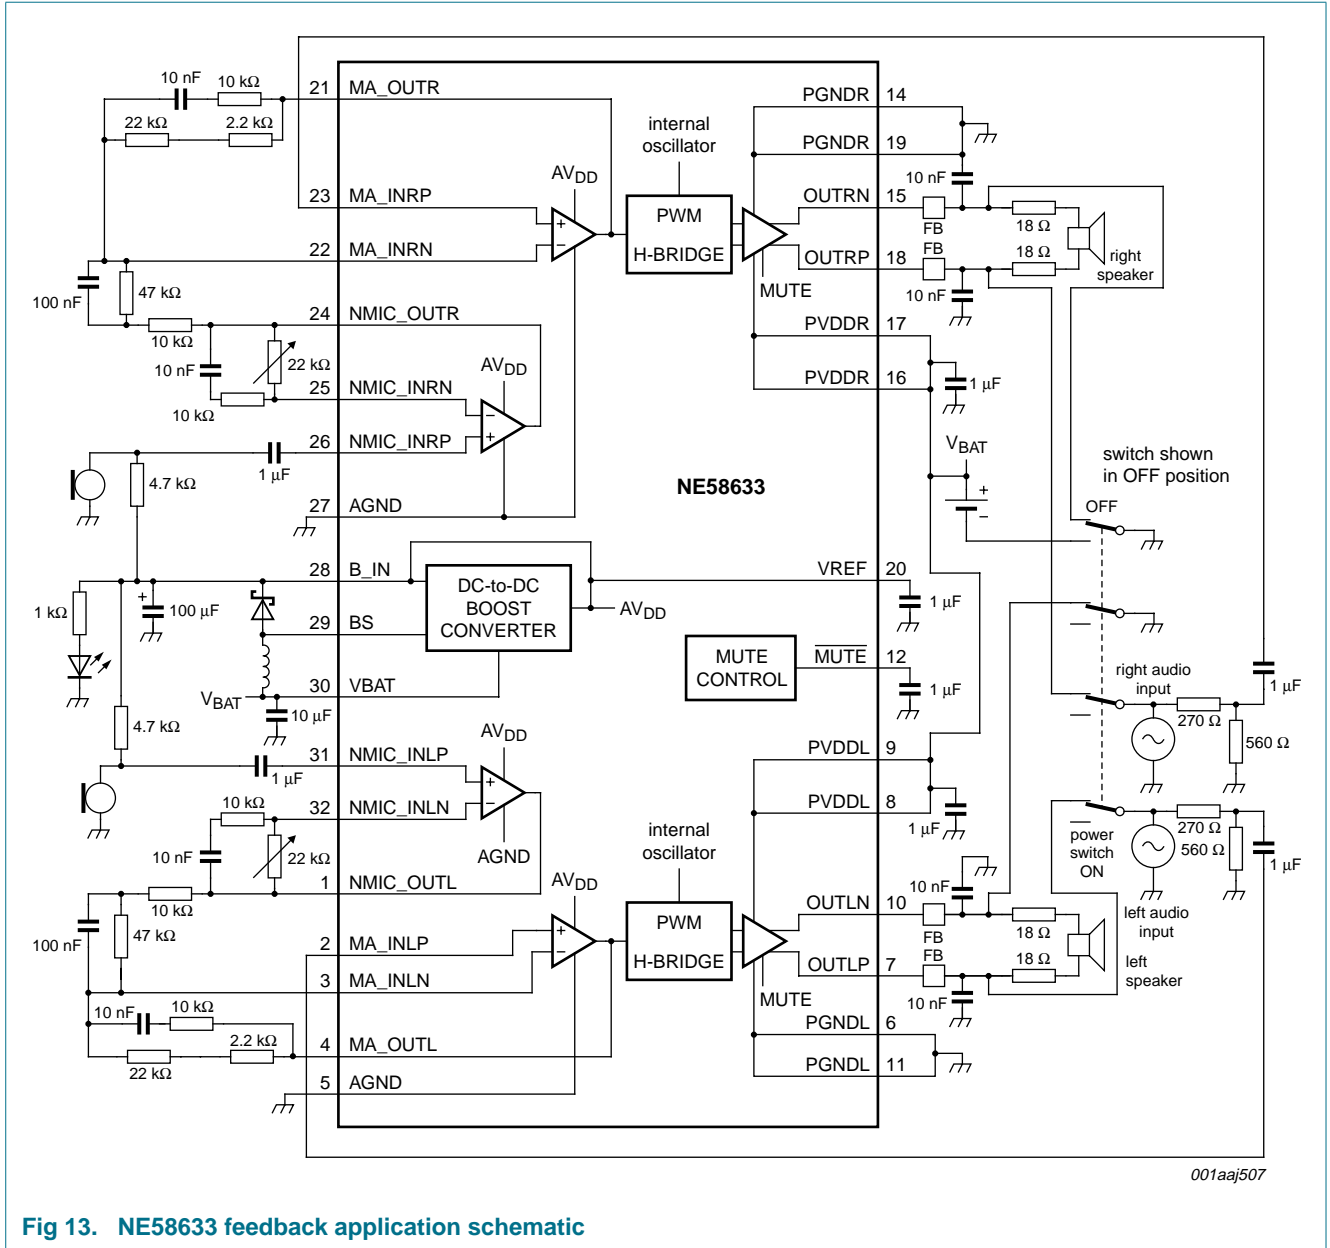 10 nF
10 kΩ
22 kΩ
2.2 kΩ
21 MA_OUTR
23 MA_INRP
22 MA_INRN
100 nF
47 kΩ
10 kΩ
24 NMIC_OUTR
10 nF
22 kΩ
10 kΩ
25 NMIC_INRN
26 NMIC_INRP
1 µF
4.7 kΩ
27 AGND
28 B_IN
1 kΩ
+
100 µF
29 BS
30 VBAT
VBAT
10 µF
4.7 kΩ
31 NMIC_INLP
1 µF
10 kΩ
32 NMIC_INLN
10 nF
22 kΩ
1 NMIC_OUTL
10 kΩ
100 nF
47 kΩ
2 MA_INLP
3 MA_INLN
10 nF
10 kΩ
2.2 kΩ
22 kΩ
4 MA_OUTL
5 AGND
AVDD
+
−
internal
oscillator
PWM
H-BRIDGE
MUTE
AVDD
−
+
NE58633
DC-to-DC
BOOST
CONVERTER
AVDD
MUTE
CONTROL
AVDD
+
−
AGND
AVDD
+
−
internal
oscillator
PWM
H-BRIDGE
MUTE
PGNDR 14
PGNDR 19
10 nF
OUTRN 15
FB
18 Ω
OUTRP 18
FB
18 Ω
10 nF
right
speaker
PVDDR 17
PVDDR 16
1 µF
VBAT
+
−
switch shown
in OFF position
OFF
VREF 20
1 µF
MUTE 12
1 µF
right audio
input
270 Ω
560 Ω
1 µF
PVDDL 9
PVDDL 8
1 µF
power
switch
ON
270 Ω
560 Ω
1 µF
left audio
input
10 nF
OUTLN 10
FB
18 Ω
OUTLP 7
FB
18 Ω
10 nF
left
speaker
PGNDL 6
PGNDL 11
001aaj507
Fig 13. NE58633 feedback application schematic